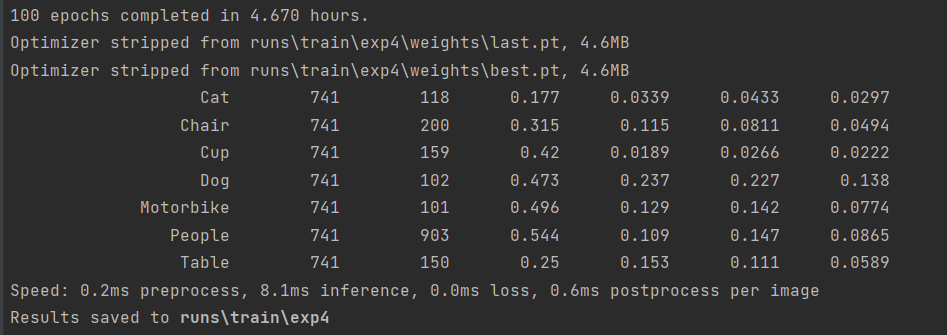 100 epochs completed in 4.670 hours.
Optimizer stripped from runs\train\exp4\weights\last.pt, 4.6MB
Optimizer stripped from runs\train\exp4\weights\best.pt, 4.6MB
Cat 741 118 0.177 0.0339 0.0433 0.0297
Chair 741 200 0.315 0.115 0.0811 0.0494
Cup 741 159 0.42 0.0189 0.0266 0.0222
Dog 741 102 0.473 0.237 0.227 0.138
Motorbike 741 101 0.496 0.129 0.142 0.0774
People 741 903 0.544 0.109 0.147 0.0865
Table 741 150 0.25 0.153 0.111 0.0589
Speed: 0.2ms preprocess, 8.1ms inference, 0.0ms loss, 0.6ms postprocess per image
Results saved to runs\train\exp4